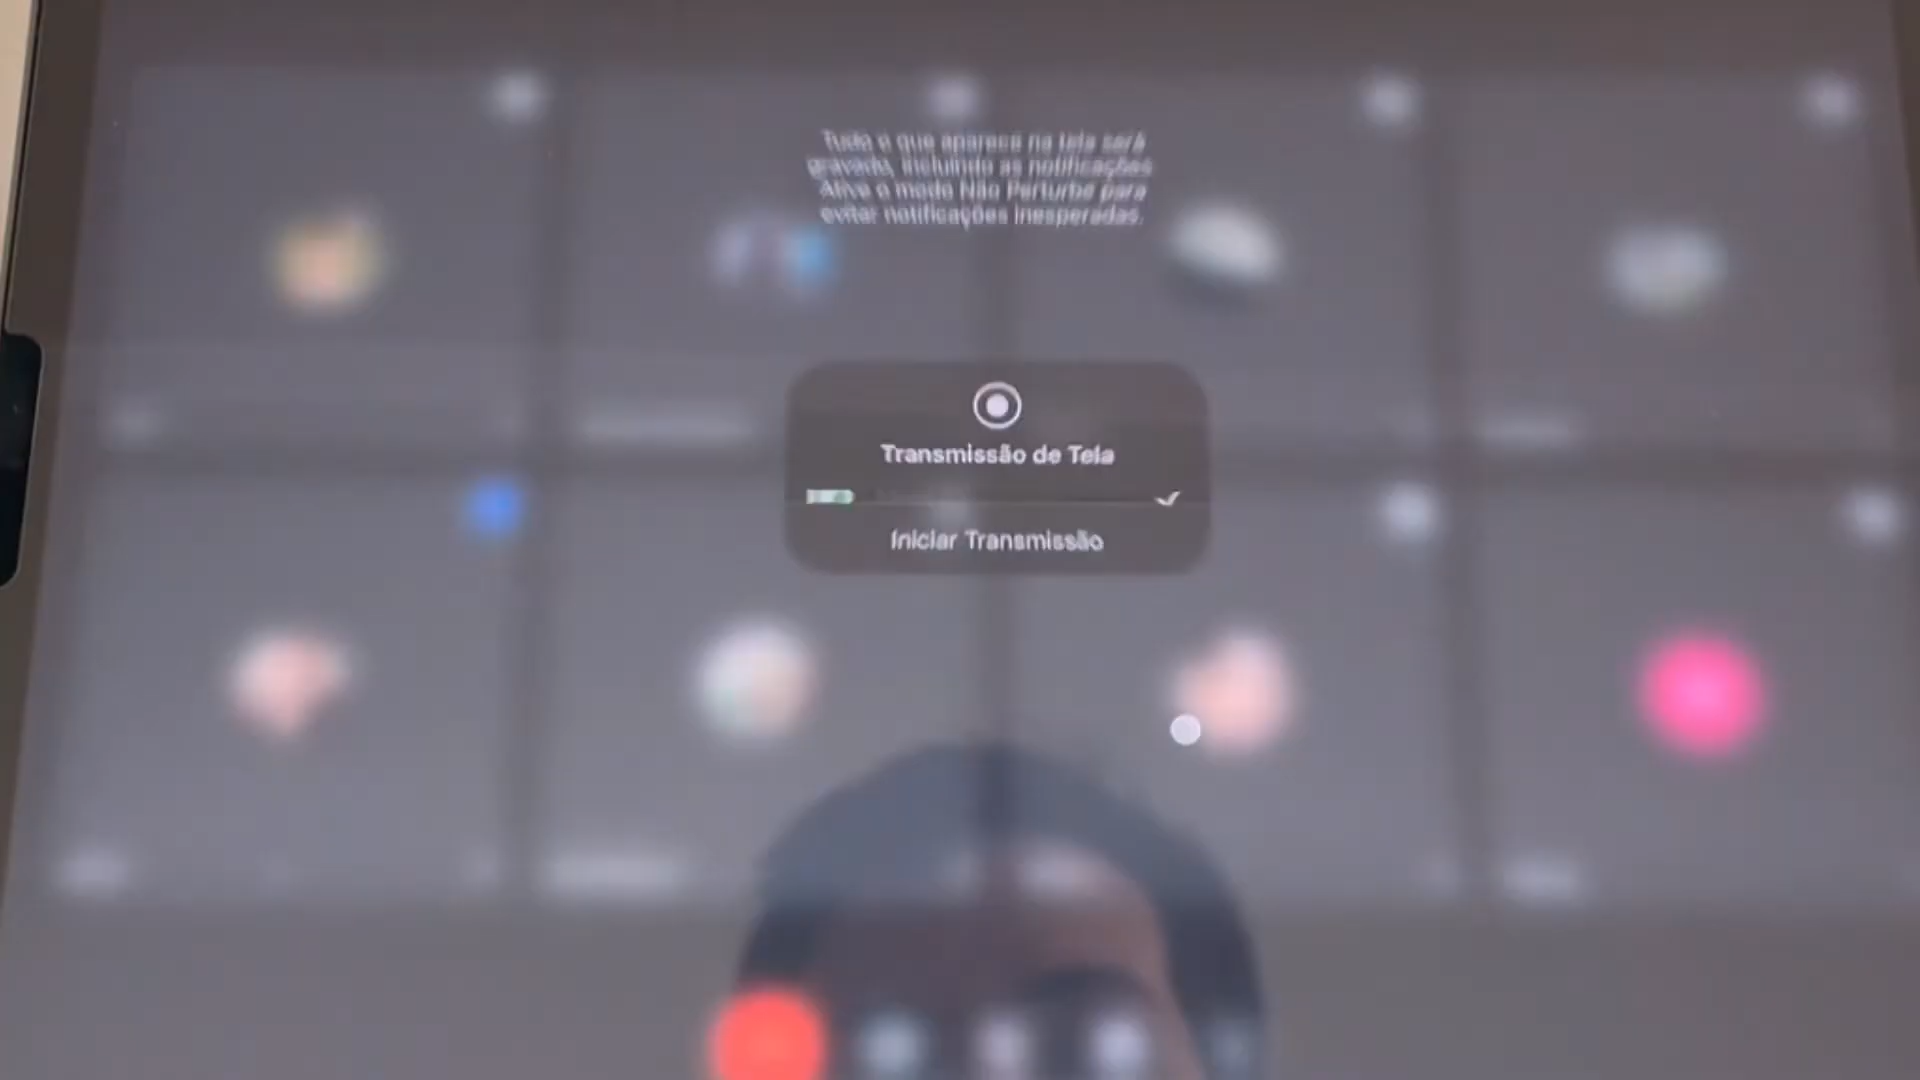 Tudo o que aparece na tela será
gravado, incluindo as notificações
Ative o modo Não Perturbe para
evitar notificações inesperadas.
Transmissão de Tela
Iniciar Transmissão